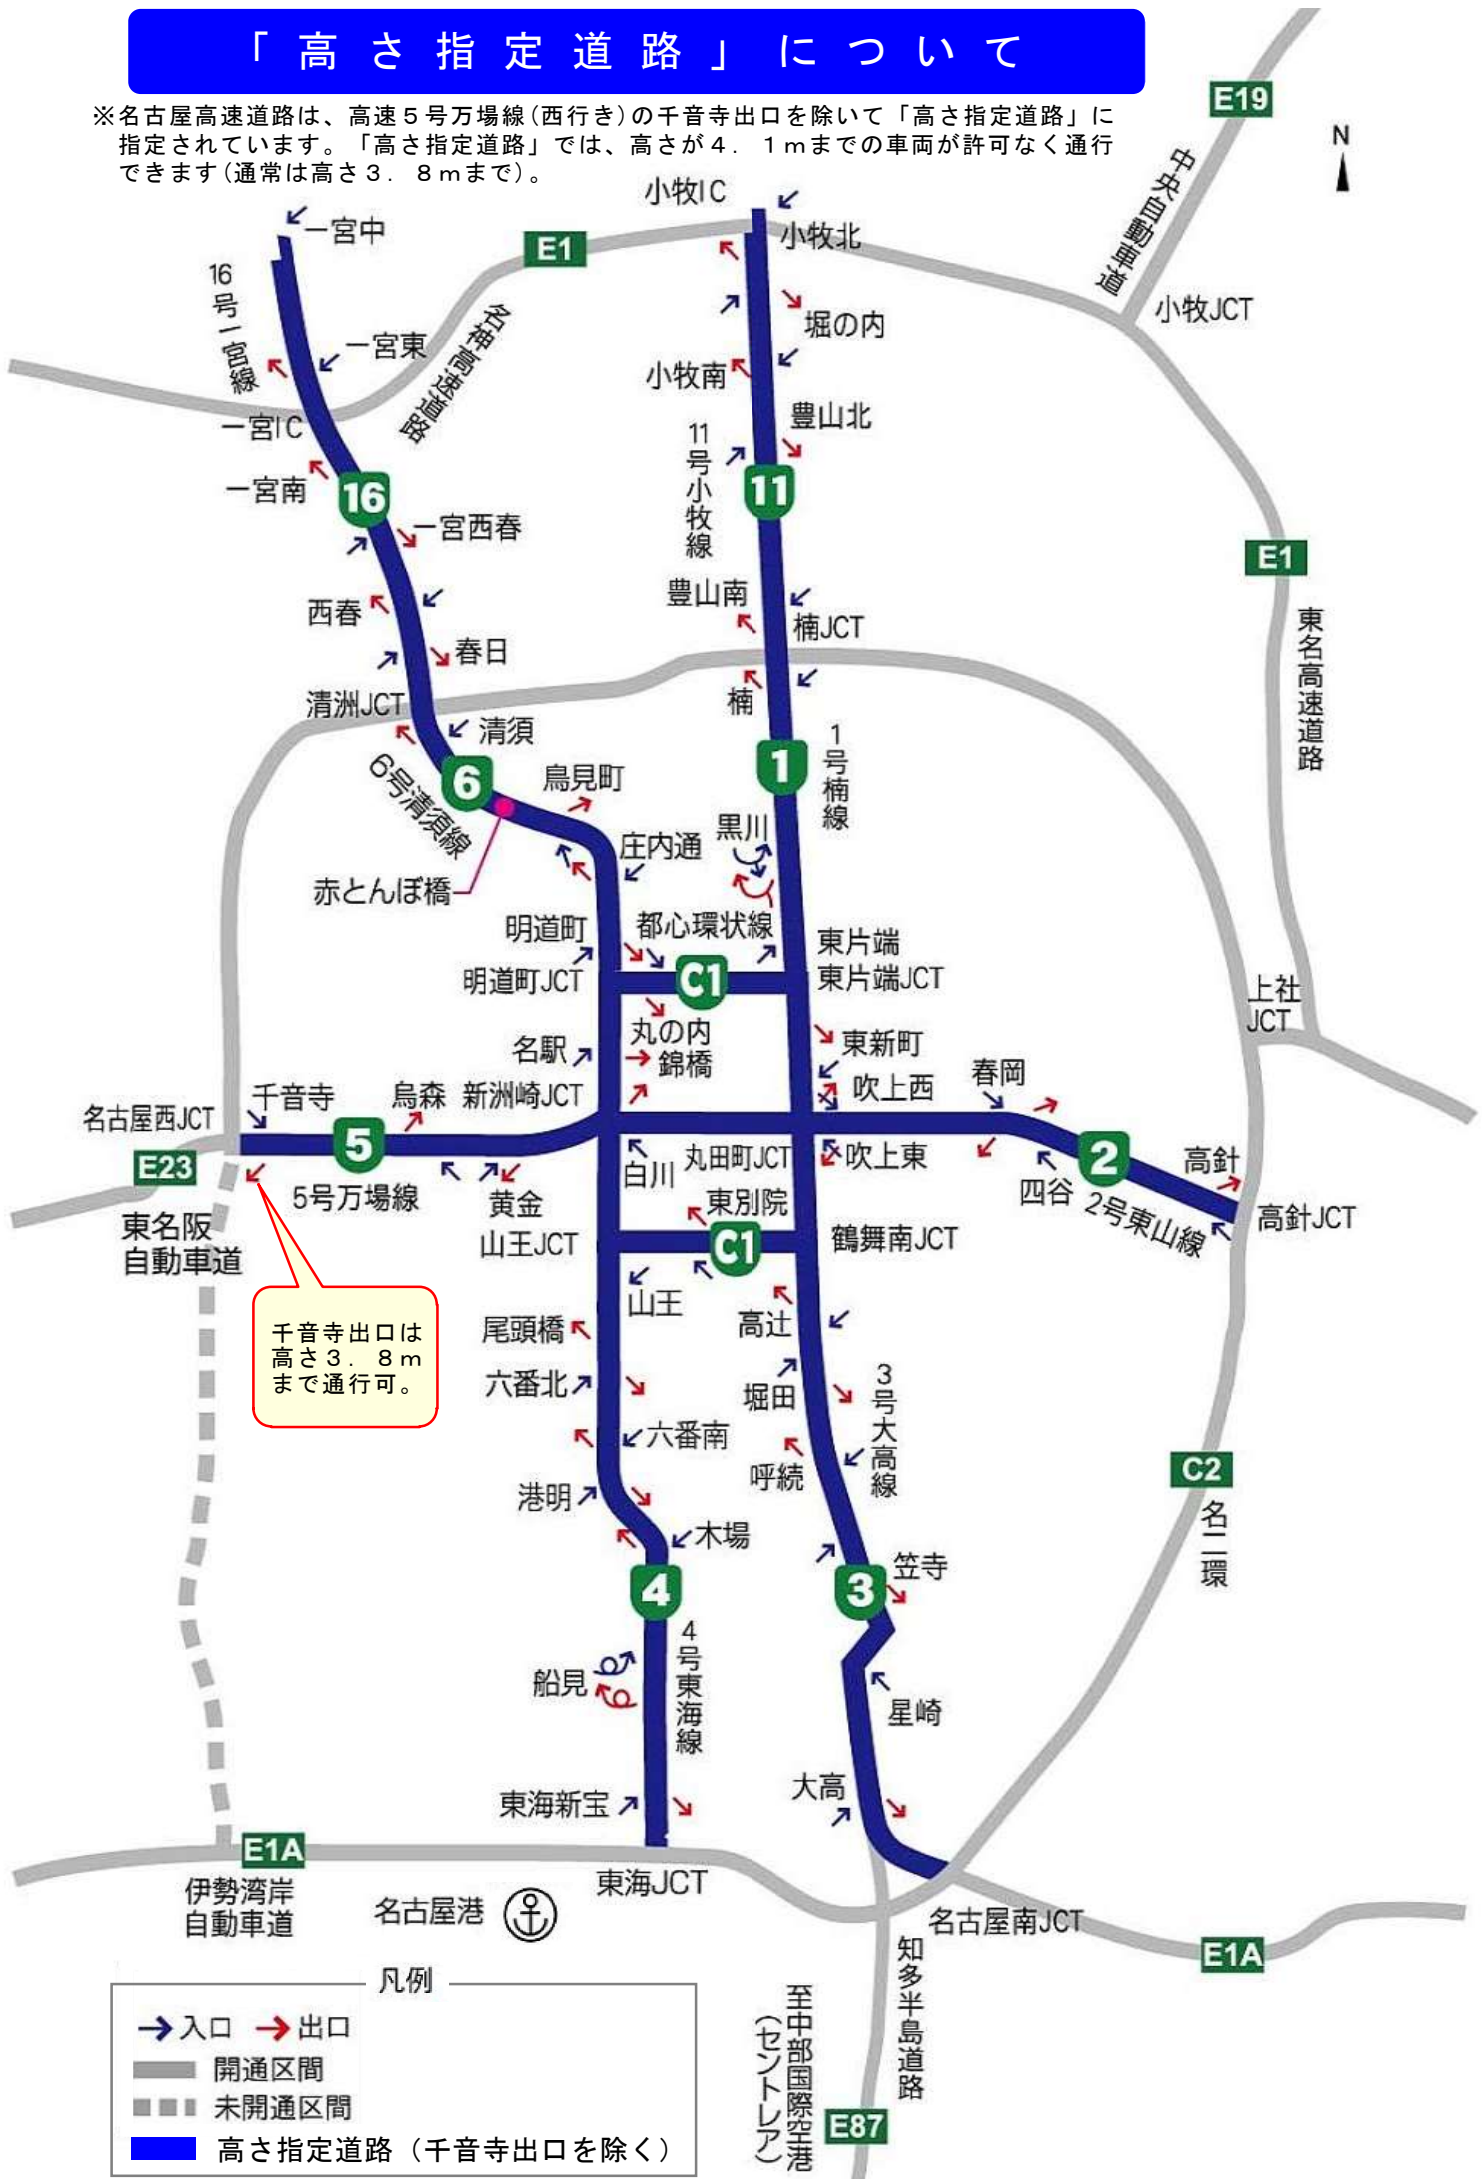 「高さ指定道路」について
※名古屋高速道路は、高速５号万場線(西行き)の千音寺出口を除いて「高さ指定道路」に
指定されています。「高さ指定道路」では、高さが４．１ｍまでの車両が許可なく通行
できます(通常は高さ３．８ｍまで)。
E19
N
中央自動車道
小牧IC
小牧北
一宮中
E1
16号一宮線
名神高速道路
小牧JCT
堀の内
一宮東
小牧南
豊山北
一宮IC
11号小牧線
一宮南
16
11
一宮西春
E1
西春
豊山南
楠JCT
東名高速道路
春日
清洲JCT
楠
清須
1号楠線
6
1
鳥見町
6号清須線
黒川
庄内通
赤とんぼ橋
明道町
都心環状線
東片端
明道町JCT
C1
東片端JCT
上社
JCT
丸の内
名駅
錦橋
東新町
春岡
千音寺
烏森
新洲崎JCT
吹上西
名古屋西JCT
5
E23
白川
丸田町JCT
吹上東
2
高針
5号万場線
黄金
東別院
四谷
2号東山線
高針JCT
東名阪
自動車道
山王JCT
C1
鶴舞南JCT
山王
高辻
千音寺出口は
高さ３．８ｍ
まで通行可。
尾頭橋
六番北
堀田
3号大高線
六番南
呼続
C2
名二環
港明
木場
笠寺
4
3
4号東海線
船見
星崎
大高
東海新宝
E1A
伊勢湾岸
自動車道
名古屋港
東海JCT
名古屋南JCT
E1A
知多半島道路
至中部国際空港
(セントレア)
E87
凡例
入口 出口
開通区間
未開通区間
高さ指定道路（千音寺出口を除く）